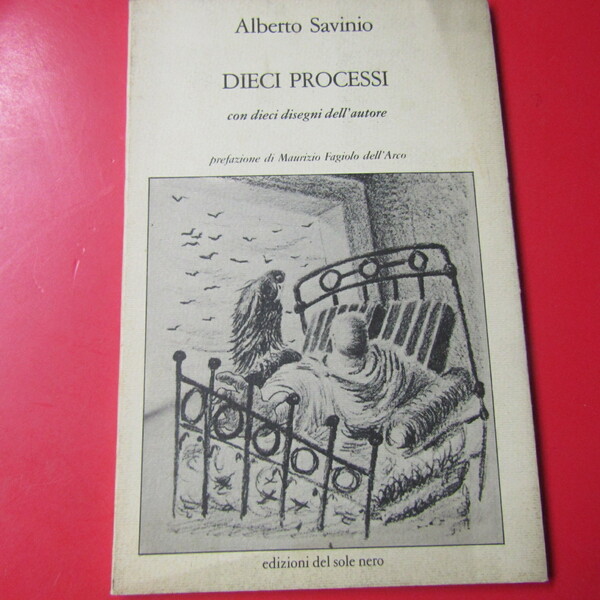 Alberto Savinio
DIECI PROCESSI
con dieci disegni dell'autore
prefazione di Maurizio Fagiolo dell'Arco
edizioni del sole nero